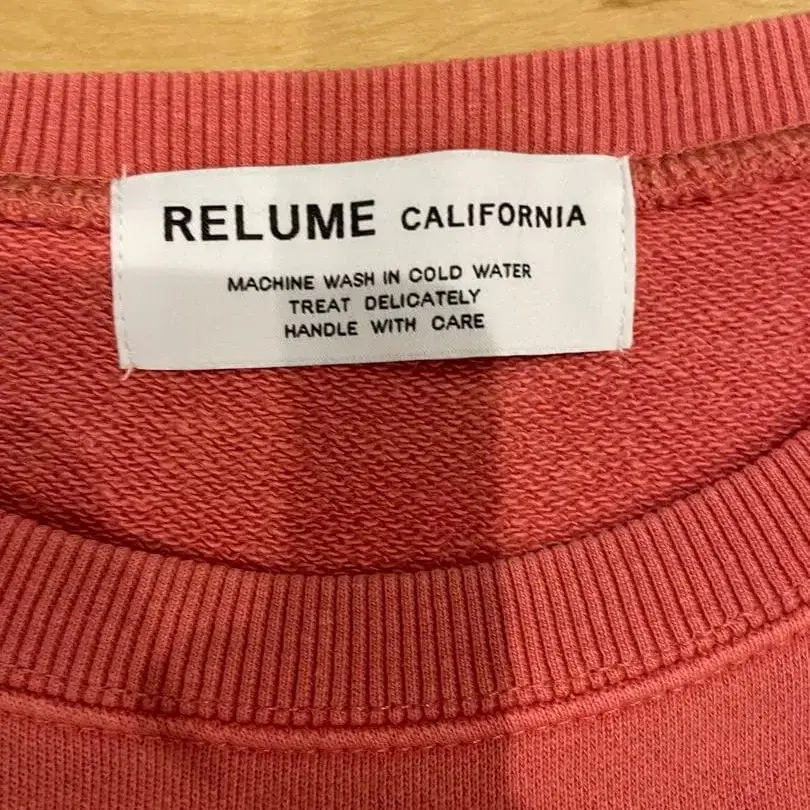 RELUME CALIFORNIA
MACHINE WASH IN COLD WATER
TREAT DELICATELY
HANDLE WITH CARE